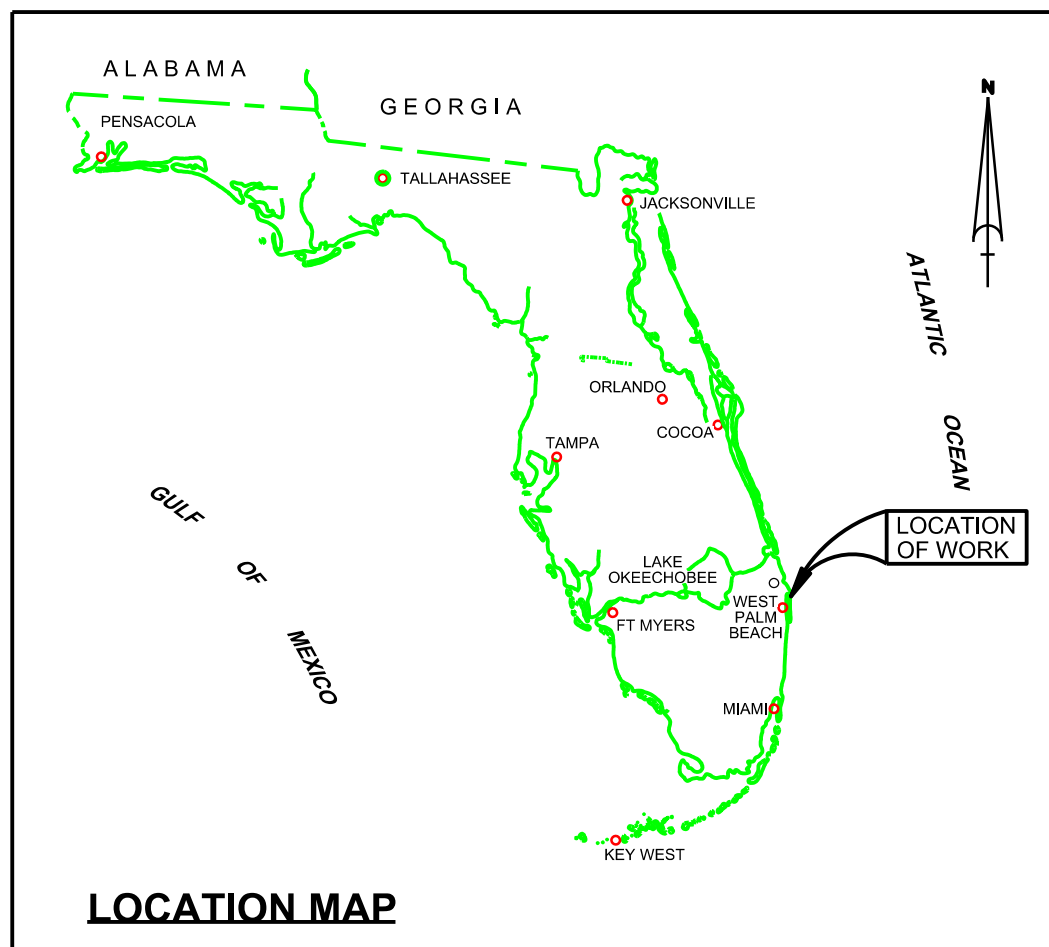 ALABAMA
GEORGIA
N
PENSACOLA
TALLAHASSEE
JACKSONVILLE
ATLANTIC
OCEAN
ORLANDO
COCOA
TAMPA
GULF
OF
MEXICO
LOCATION
OF WORK
LAKE
OKEECHOBEE
WEST
PALM
BEACH
FT MYERS
MIAMI
KEY WEST
LOCATION MAP